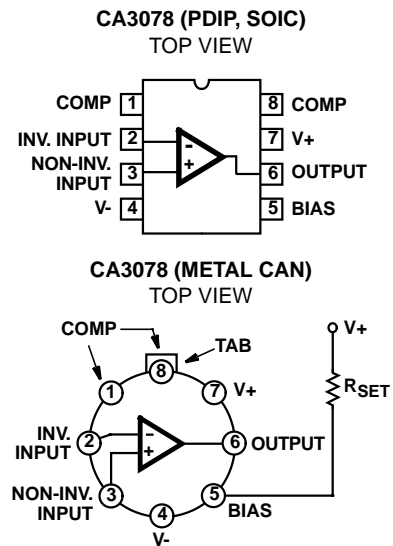 CA3078 (PDIP, SOIC)
TOP VIEW
COMP 1 8 COMP
INV. INPUT 2 - 7 V+
NON-INV.
INPUT 3 + 6 OUTPUT
V- 4 5 BIAS
CA3078 (METAL CAN)
TOP VIEW
COMP
TAB
V+
8
1 7 V+
RSET
INV.
INPUT 2 - + 6 OUTPUT
NON-INV.
INPUT 3 5 BIAS
4
V-